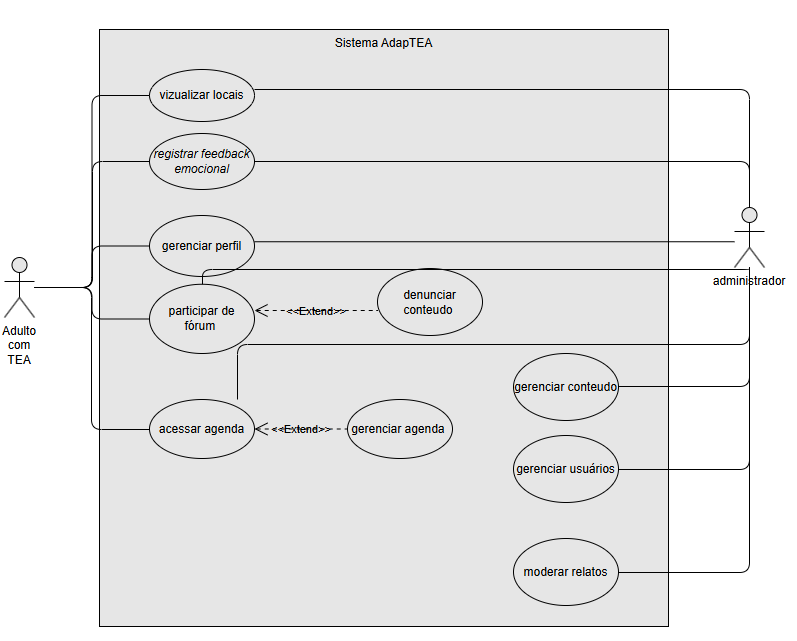 Sistema AdapTEA
vizualizar locais
registrar feedback
emocional
gerenciar perfil
administrador
denunciar
conteudo
participar de
fórum
<<Extend>>
Adulto
com
TEA
gerenciar conteudo
acessar agenda
<<Extend>>
gerenciar agenda
gerenciar usuários
moderar relatos